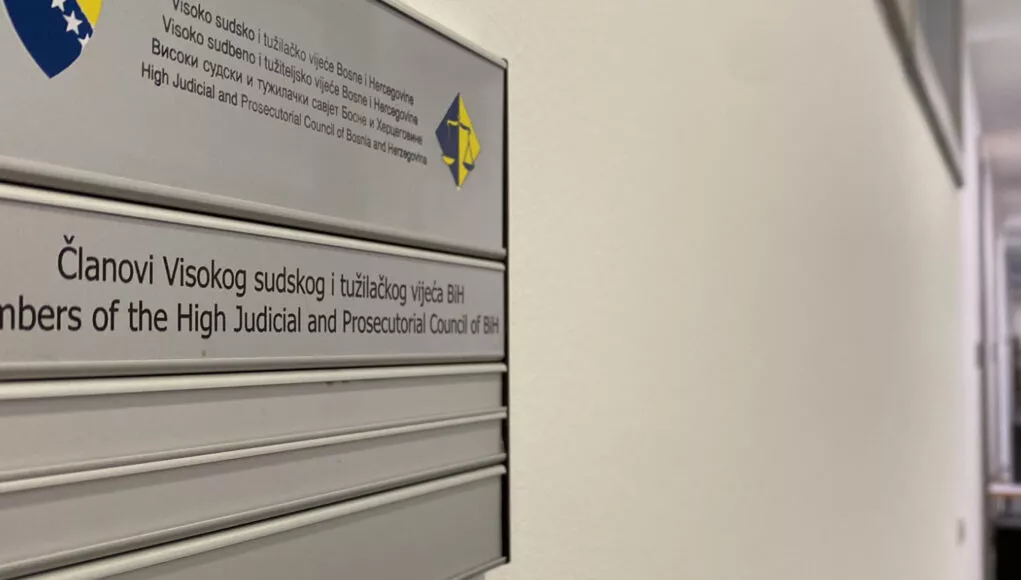 Visoko sudsko i tužilačko vijeće Bosne i Hercegovine
Visoko sudbeno i tužiteljsko vijeće Bosne i Hercegovine
Високи судски и тужилачки савјет Босне и Херцеговине
High Judicial and Prosecutorial Council of Bosnia and Herzegovina
Članovi Visokog sudskog i tužilačkog vijeća BiH
mbers of the High Judicial and Prosecutorial Council of BiH